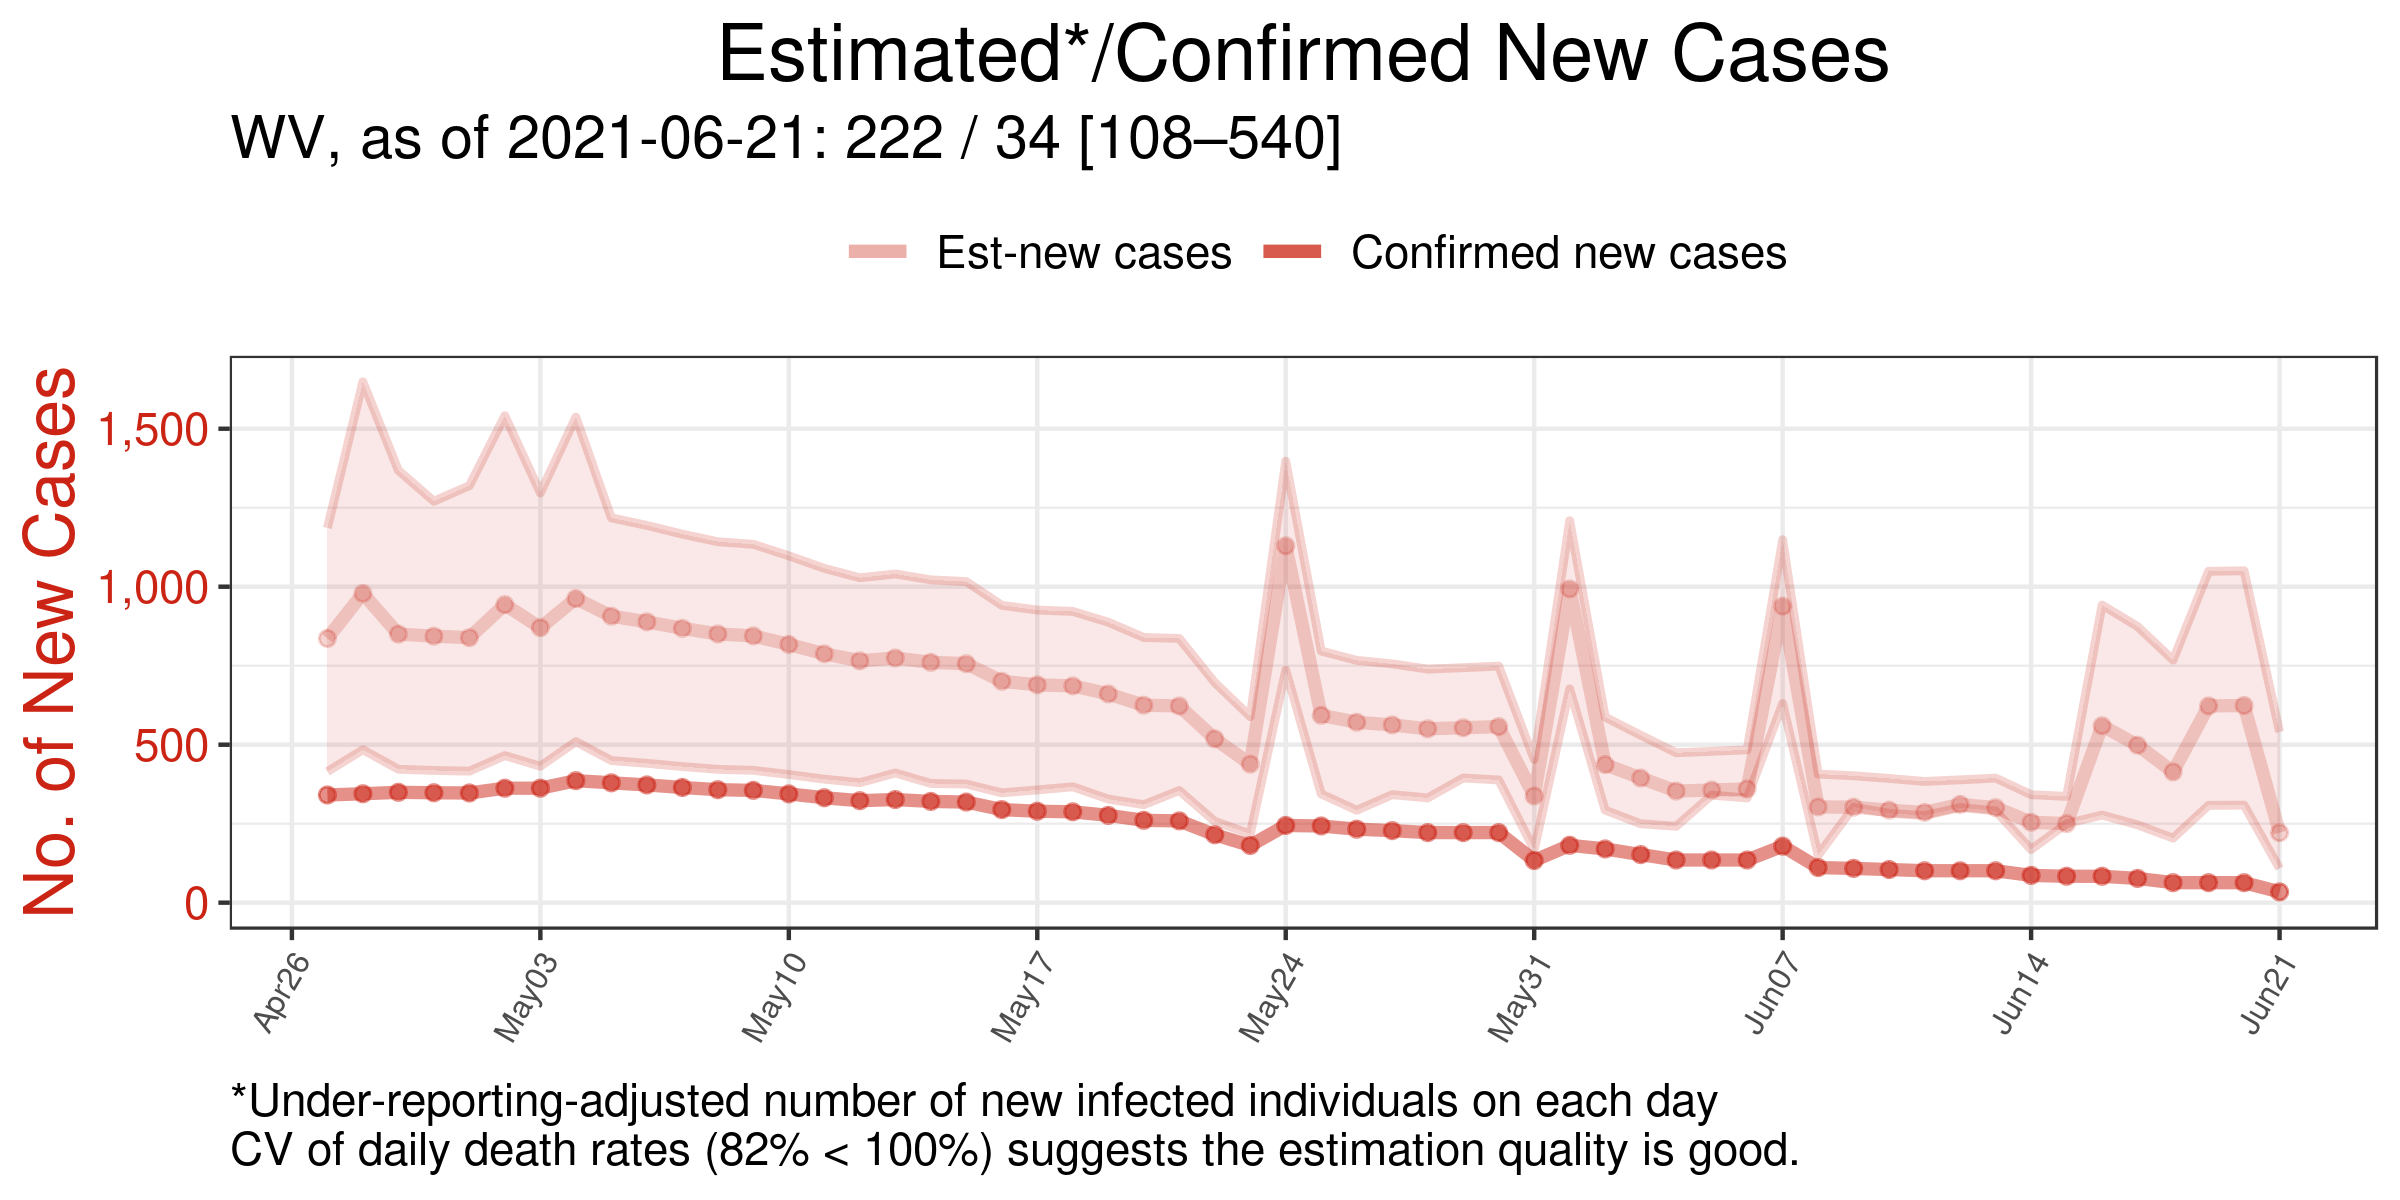 Estimated*/Confirmed New Cases
WV, as of 2021-06-21: 222 / 34 [108–540]
Est-new cases
Confirmed new cases
No. of New Cases
1,500
1,000
500
0
Apr26
May03
May10
May17
May24
May31
Jun07
Jun14
Jun21
*Under-reporting-adjusted number of new infected individuals on each day
CV of daily death rates (82% < 100%) suggests the estimation quality is good.